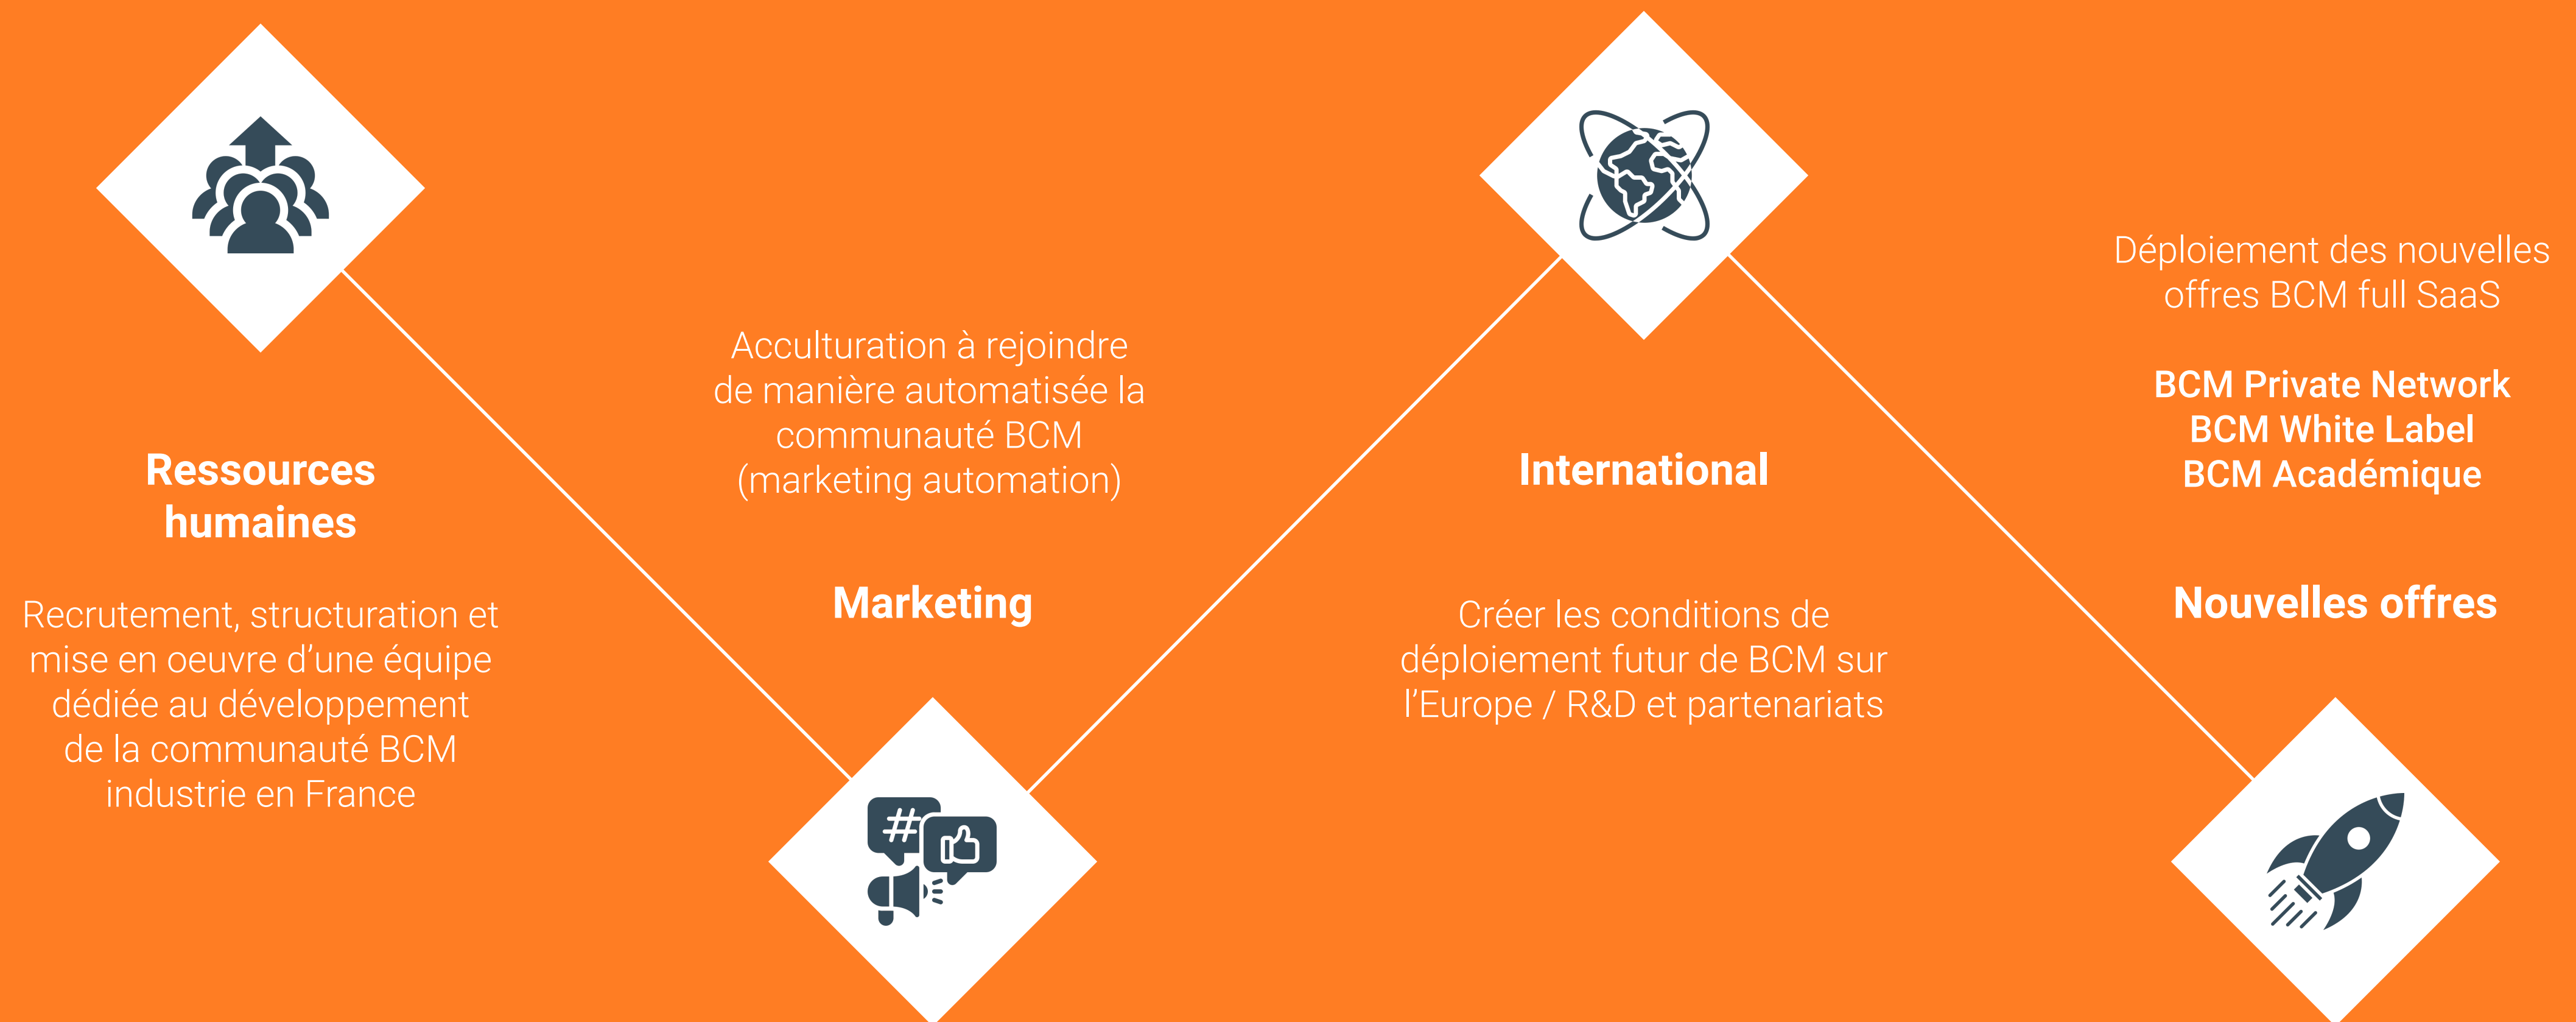 Ressources
humaines
Recrutement, structuration et
mise en oeuvre d’une équipe
dédiée au développement
de la communauté BCM
industrie en France
Acculturation à rejoindre
de manière automatisée la
communauté BCM
(marketing automation)
Marketing
#
International
Créer les conditions de
déploiement futur de BCM sur
l’Europe / R&D et partenariats
Déploiement des nouvelles
offres BCM full SaaS
BCM Private Network
BCM White Label
BCM Académique
Nouvelles offres